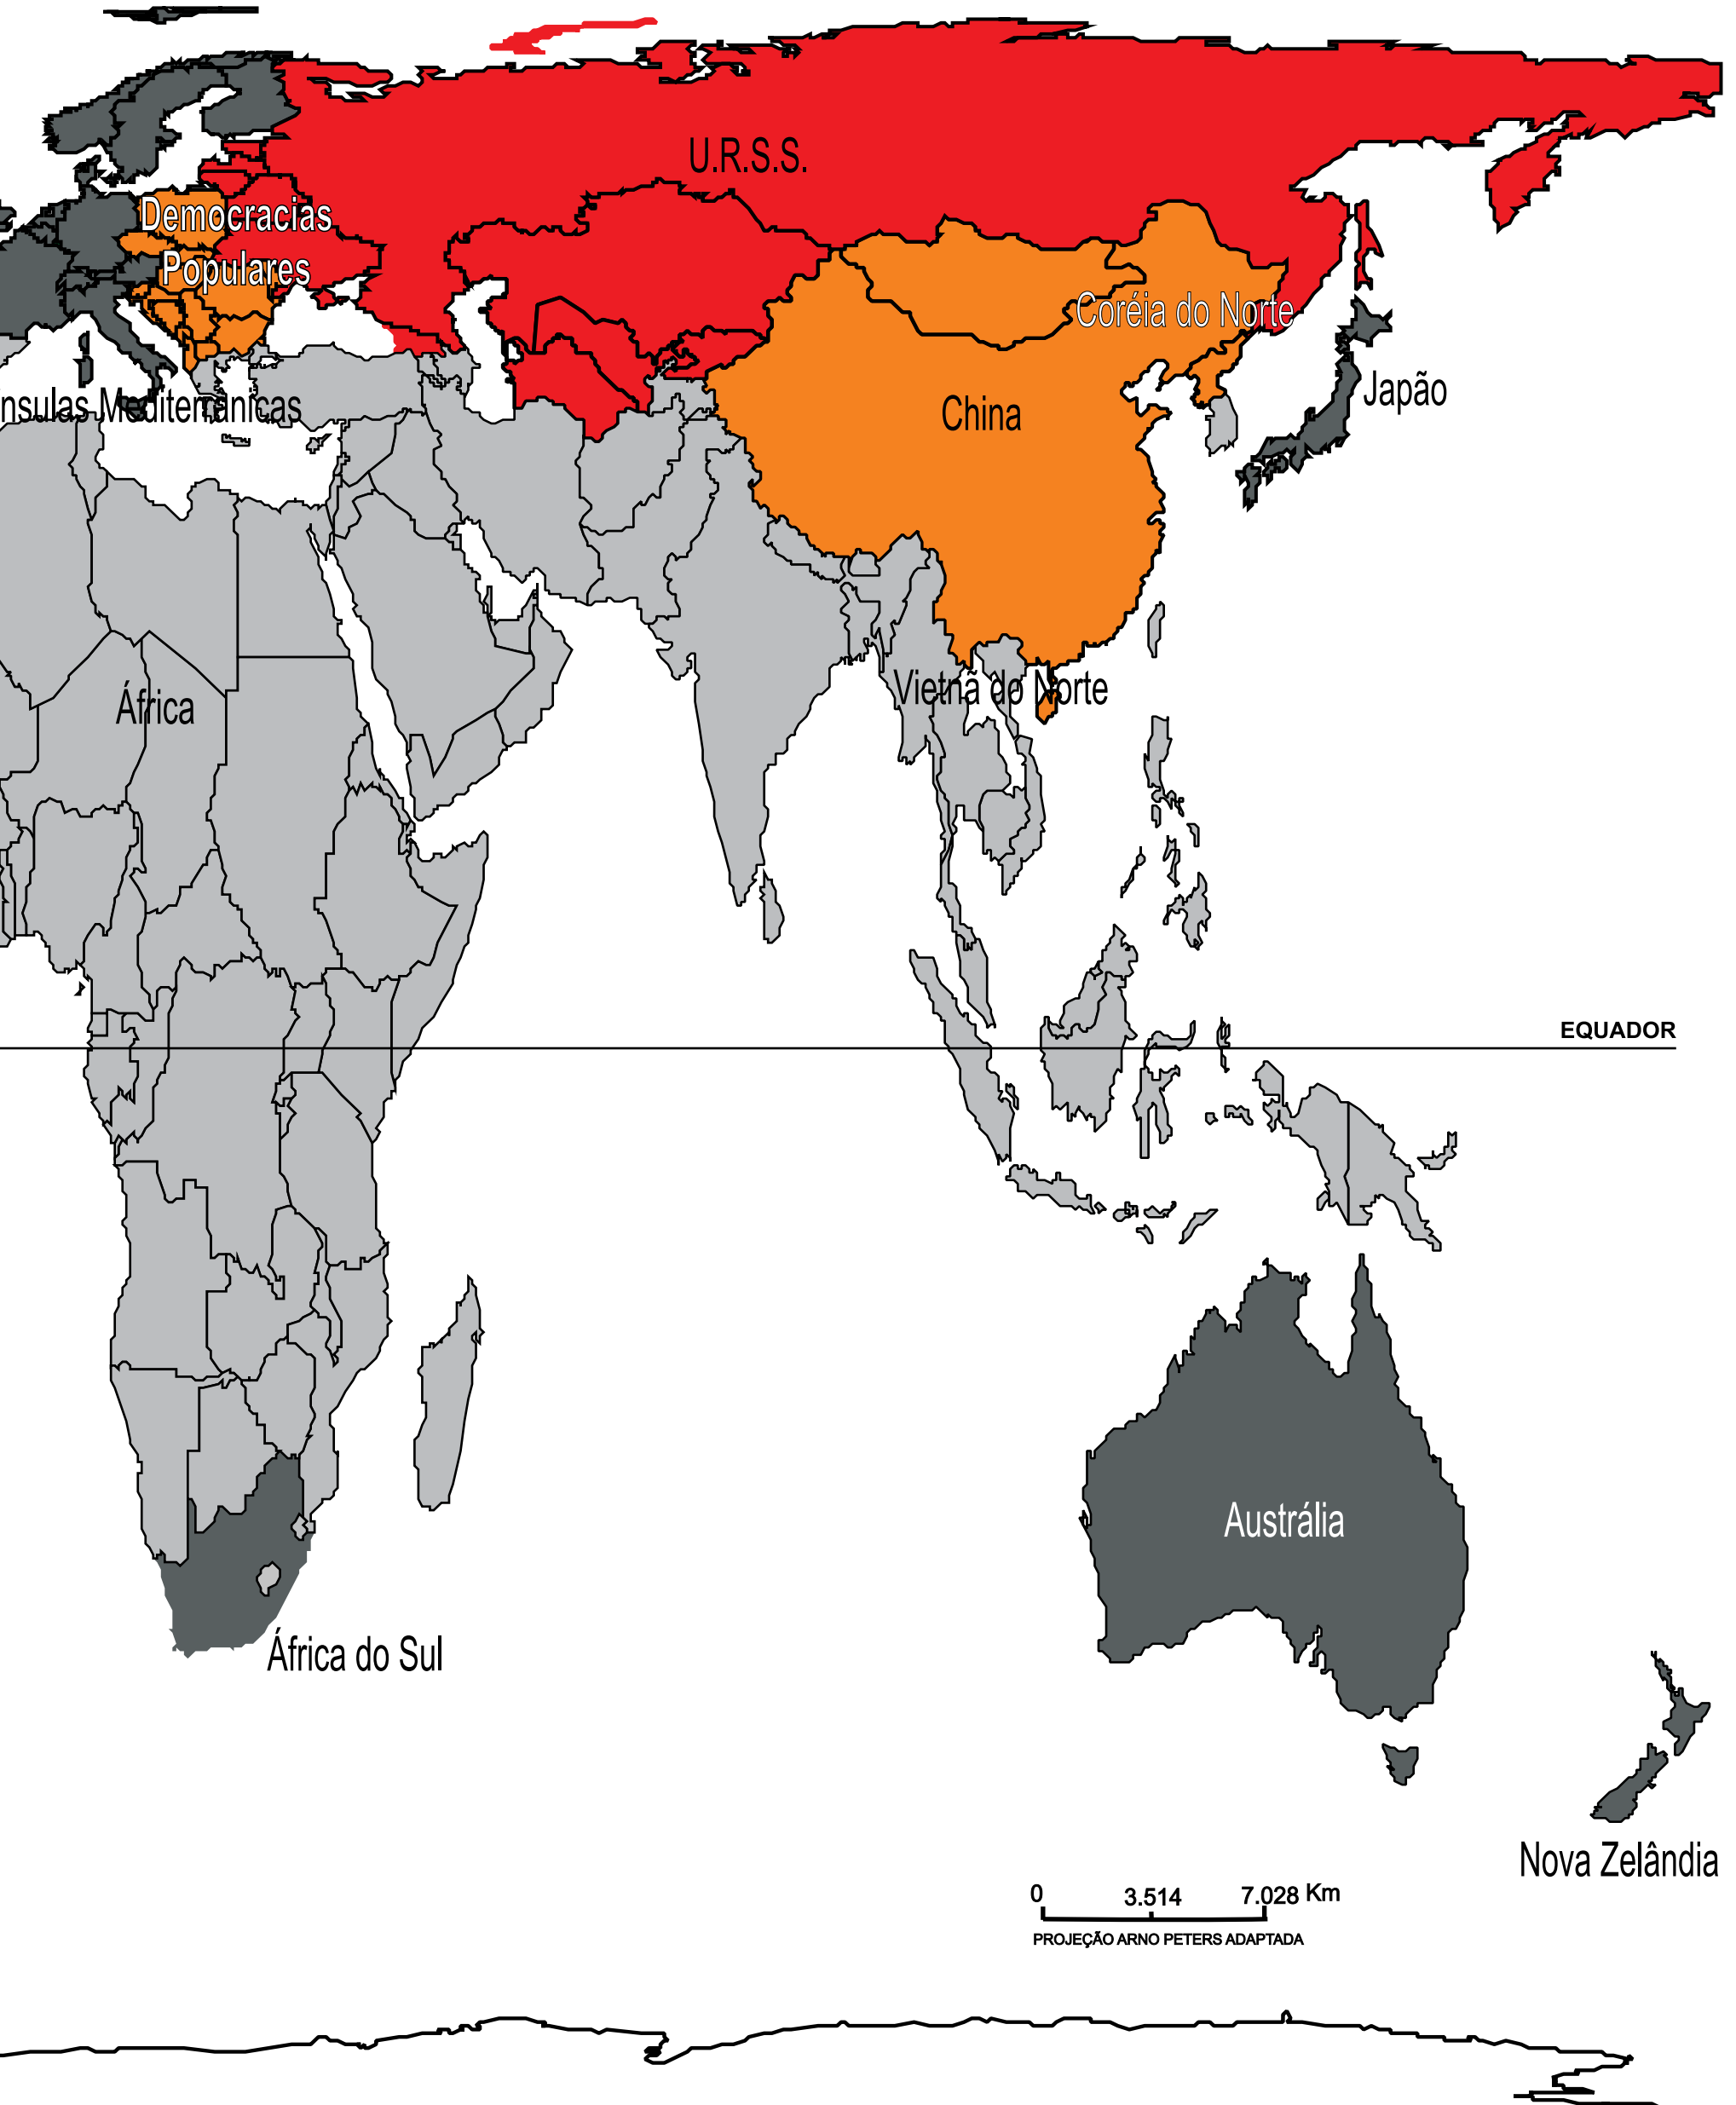 U.R.S.S.
Democracias
Populares
Coréia do Norte
nsulas Mediterrânicas
Japão
China
Vietnã do Norte
África
EQUADOR
Austrália
África do Sul
Nova Zelândia
0 3.514 7.028 Km
PROJEÇÃO ARNO PETERS ADAPTADA